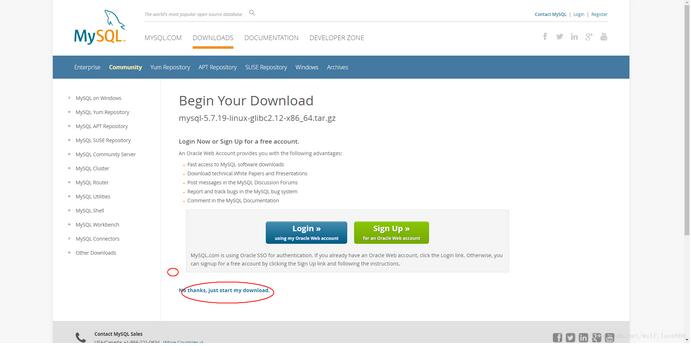 The world's most popular open source database
Contact MySQL | Login | Register
MySQL
MYSQL.COM DOWNLOADS DOCUMENTATION DEVELOPER ZONE
Enterprise Community Yum Repository APT Repository SUSE Repository Windows Archives
MySQL on Windows
MySQL Yum Repository
MySQL APT Repository
MySQL SUSE Repository
MySQL Community Server
MySQL Cluster
MySQL Router
MySQL Utilities
MySQL Shell
MySQL Workbench
MySQL Connectors
Other Downloads
Begin Your Download
mysql-5.7.19-linux-glibc2.12-x86_64.tar.gz
Login Now or Sign Up for a free account.
An Oracle Web Account provides you with the following advantages:
Fast access to MySQL software downloads
Download technical White Papers and Presentations
Post messages in the MySQL Discussion Forums
Report and track bugs in the MySQL bug system
Comment in the MySQL Documentation
Login »
using my Oracle Web account
Sign Up »
for an Oracle Web account
MySQL.com is using Oracle SSO for authentication. If you already have an Oracle Web account, click the Login link. Otherwise, you
can signup for a free account by clicking the Sign Up link and following the instructions.
No thanks, just start my download.
Contact MySQL Sales